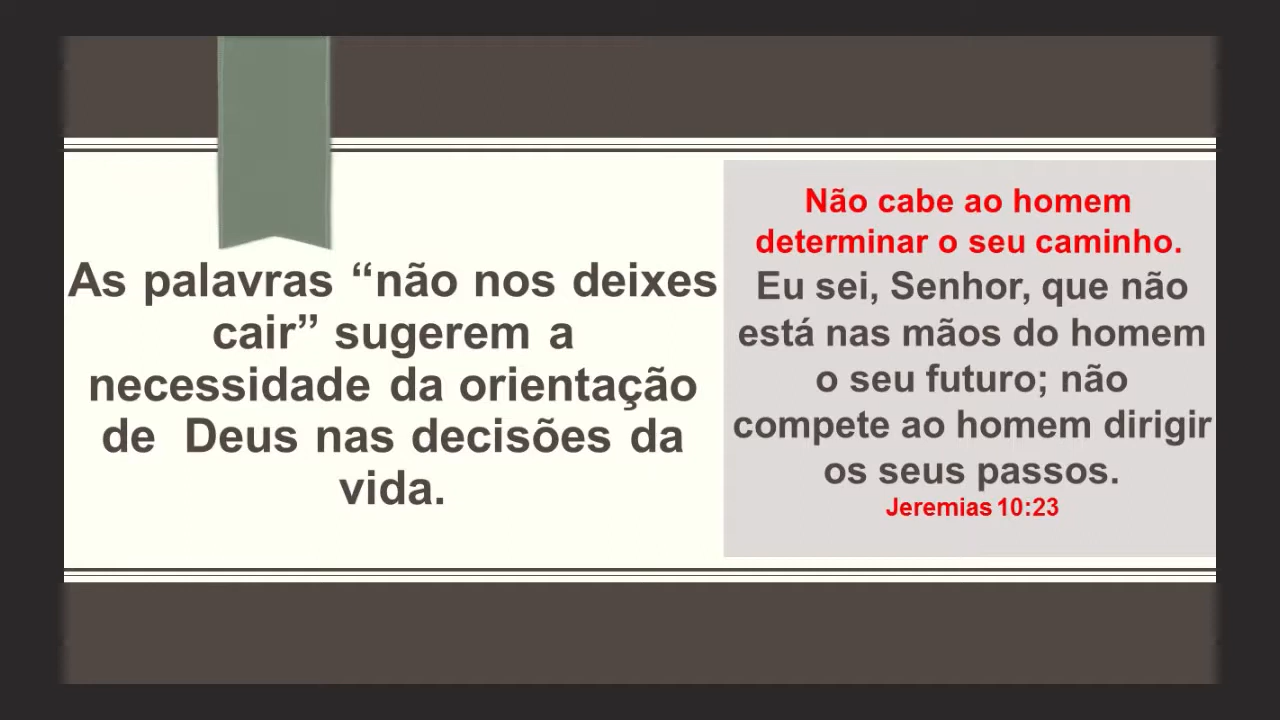 As palavras “não nos deixes
cair” sugerem a
necessidade da orientação
de Deus nas decisões da
vida.
Não cabe ao homem
determinar o seu caminho.
Eu sei, Senhor, que não
está nas mãos do homem
o seu futuro; não
compete ao homem dirigir
os seus passos.
Jeremias 10:23